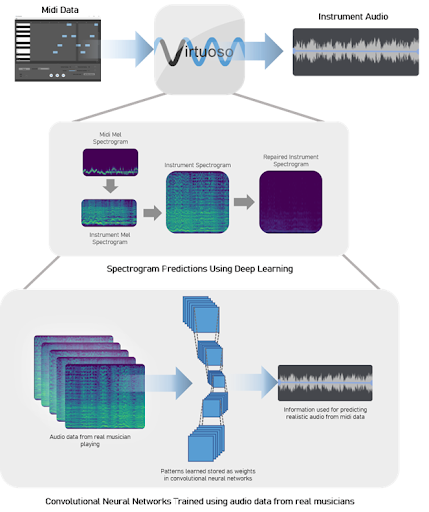 Midi Data
Instrument Audio
Virtuoso
Midi Mel
Spectrogram
Instrument Spectrogram
Repaired Instrument
Spectrogram
Instrument Mel
Spectrogram
Spectrogram Predictions Using Deep Learning
Audio data from real musician
playing
Information used for predicting
realistic audio from midi data
Patterns learned stored as weights
in convolutional neural networks
Convolutional Neural Networks Trained using audio data from real musicians